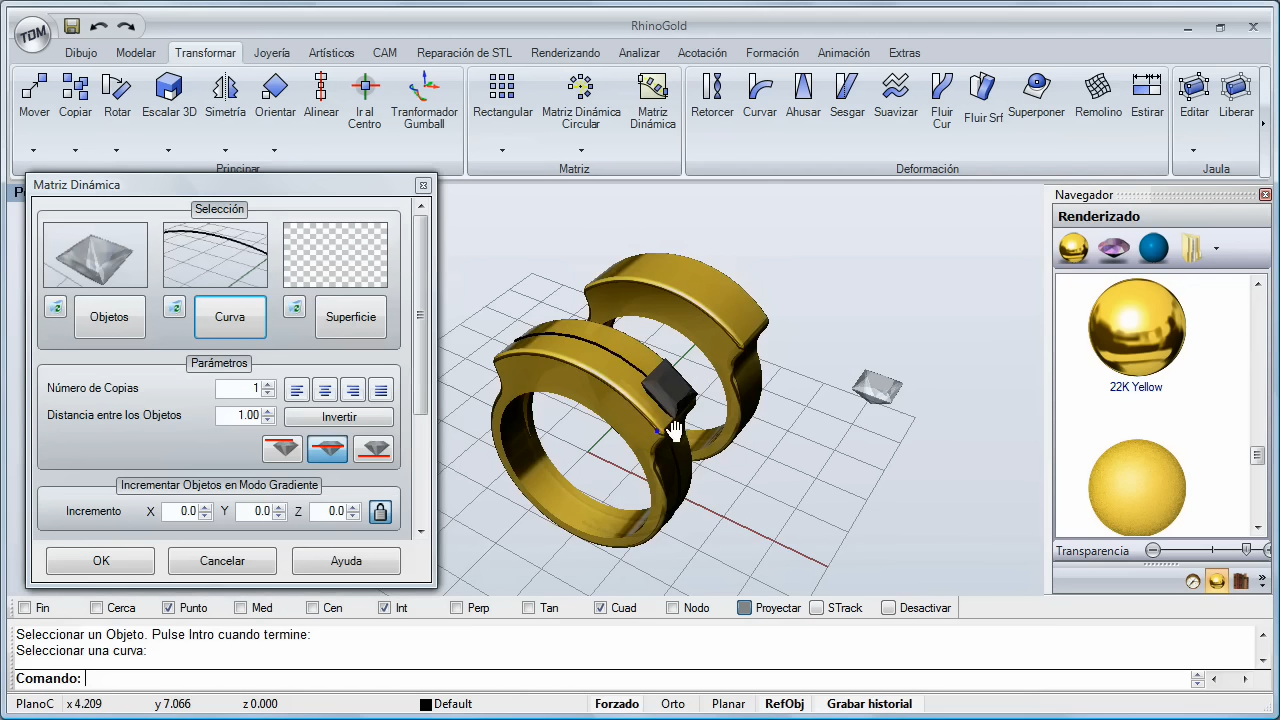 TDM
RhinoGold
Dibujo Modelar Transformar Joyería Artísticos CAM Reparación de STL Renderizando Analizar Acotación Formación Animación Extras
Mover Copiar Rotar Escalar 3D Simetría Orientar Alinear Ir al Centro Tranformador Gumball Rectangular Matriz Dinámica Circular Matriz Dinámica Retorcer Curvar Ahusar Sesgar Suavizar Fluir Cur Fluir Srf Superponer Remolino Estirar Editar Liberar
Principar Matriz Deformación Jaula
Matriz Dinámica
Selección
Objetos Curva Superficie
Parámetros
Número de Copias 1
Distancia entre los Objetos 1.00 Invertir
Incrementar Objetos en Modo Gradiente
Incremento X 0.0 Y 0.0 Z 0.0
OK Cancelar Ayuda
Navegador
Renderizado
22K Yellow
Transparencia
Fin Cerca Punto Med Cen Int Perp Tan Cuad Nodo Proyectar STrack Desactivar
Seleccionar un Objeto. Pulse Intro cuando termine:
Seleccionar una curva:
Comando:
PlanoC x 4.209 y 7.066 z 0.000 Default Forzado Orto Planar RefObj Grabar historial